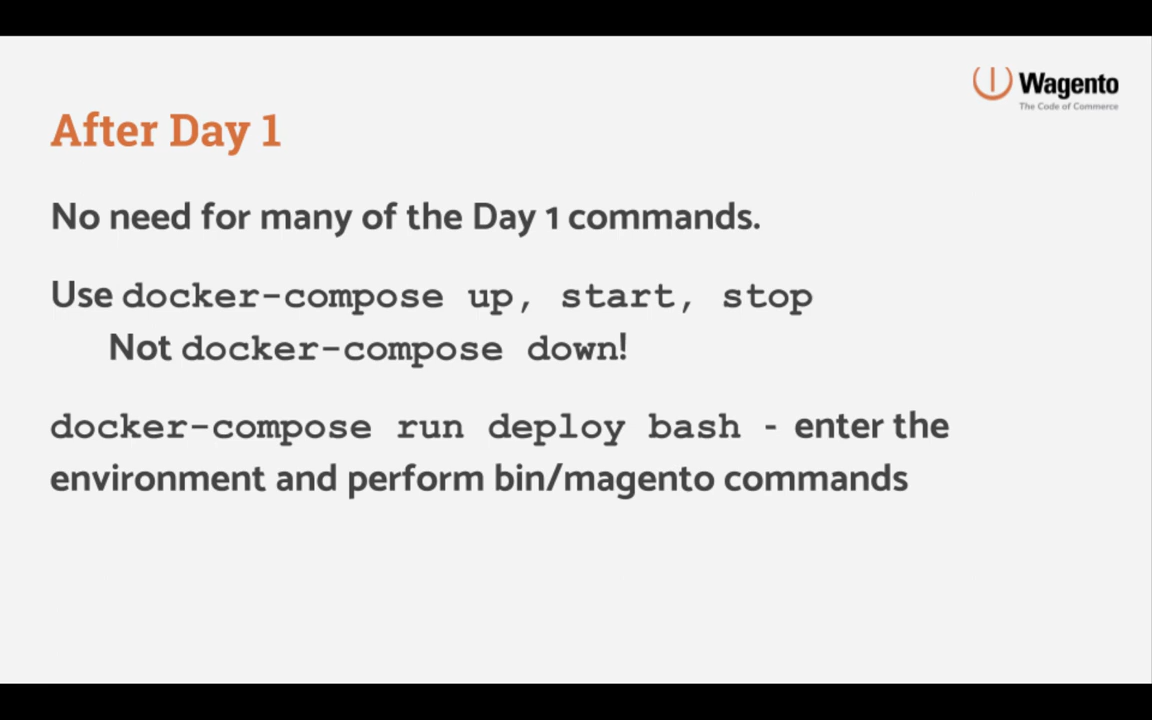 Wagento
The Code of Commerce
After Day 1
No need for many of the Day 1 commands.
Use docker-compose up, start, stop
Not docker-compose down!
docker-compose run deploy bash - enter the
environment and perform bin/magento commands